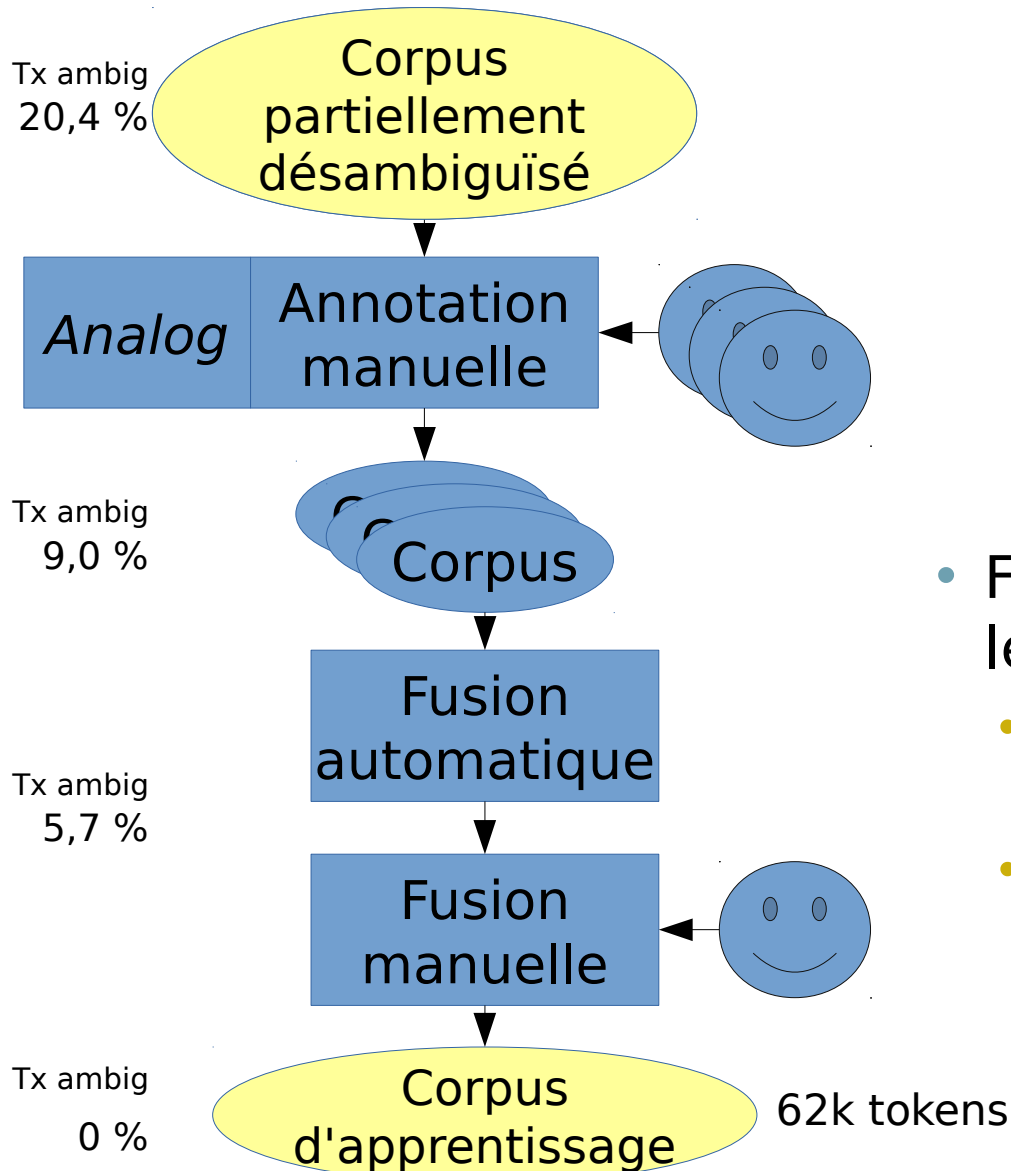 Tx ambig
20,4 %
Corpus
partiellement
désambiguïsé
Analog
Annotation
manuelle
Tx ambig
9,0 %
Corpus
Fusion
automatique
Tx ambig
5,7 %
Fusion
manuelle
Tx ambig
0 %
Corpus
d'apprentissage
62k tokens